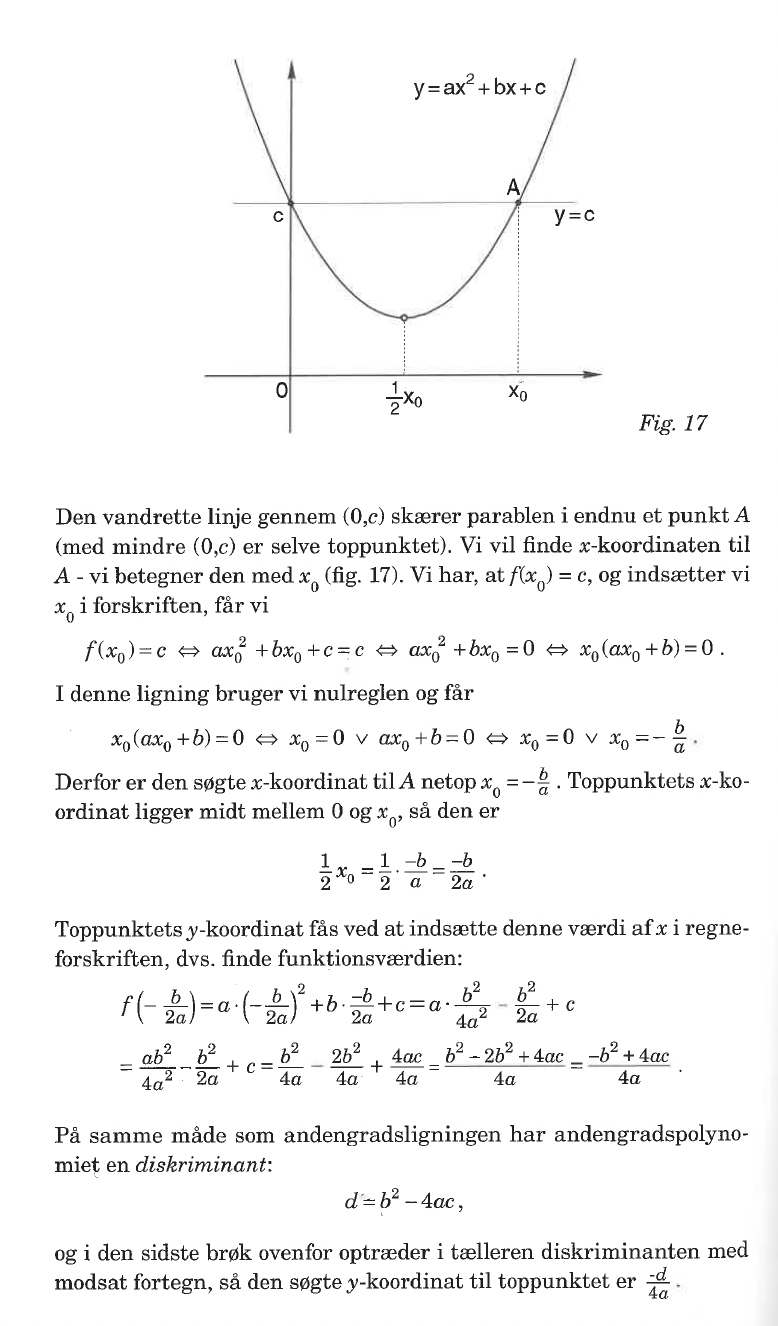 y=ax²+bx+c
A
c
y=c
0
½x₀
x₀
Fig. 17
Den vandrette linje gennem (0,c) skærer parablen i endnu et punkt A
(med mindre (0,c) er selve toppunktet). Vi vil finde x-koordinaten til
A - vi betegner den med x₀ (fig. 17). Vi har, at f(x₀) = c, og indsætter vi
x₀ i forskriften, får vi
f(x₀)=c ⇔ ax₀² +bx₀+c=c ⇔ ax₀² +bx₀ =0 ⇔ x₀(ax₀+b)=0 .
I denne ligning bruger vi nulreglen og får
x₀(ax₀+b)=0 ⇔ x₀=0 ∨ ax₀+b=0 ⇔ x₀=0 ∨ x₀=− b/a .
Derfor er den søgte x-koordinat til A netop x₀ =−b/a . Toppunktets x-ko-
ordinat ligger midt mellem 0 og x₀, så den er
1/2 x₀ = 1/2 · −b/a = −b/2a .
Toppunktets y-koordinat fås ved at indsætte denne værdi af x i regne-
forskriften, dvs. finde funktionsværdien:
f(− b/2a)=a·(− b/2a)² +b· −b/2a +c=a· b²/4a² − b²/2a + c
= ab²/4a² − b²/2a + c = b²/4a − 2b²/4a + 4ac/4a = b² − 2b² + 4ac/4a = −b² + 4ac/4a .
På samme måde som andengradsligningen har andengradspolyno-
miet en diskriminant:
d = b² − 4ac ,
og i den sidste brøk ovenfor optræder i tælleren diskriminanten med
modsat fortegn, så den søgte y-koordinat til toppunktet er -d/4a .